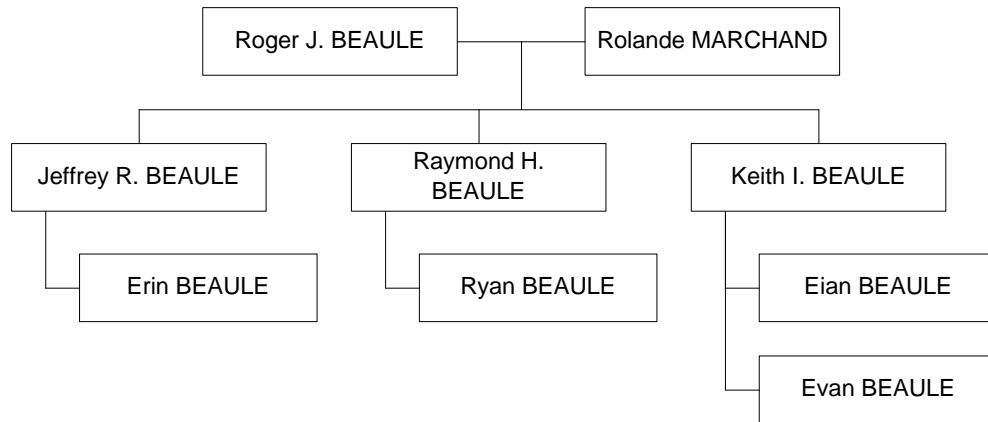 Roger J. BEAULE
Rolande MARCHAND
Jeffrey R. BEAULE
Raymond H.
BEAULE
Keith I. BEAULE
Erin BEAULE
Ryan BEAULE
Eian BEAULE
Evan BEAULE